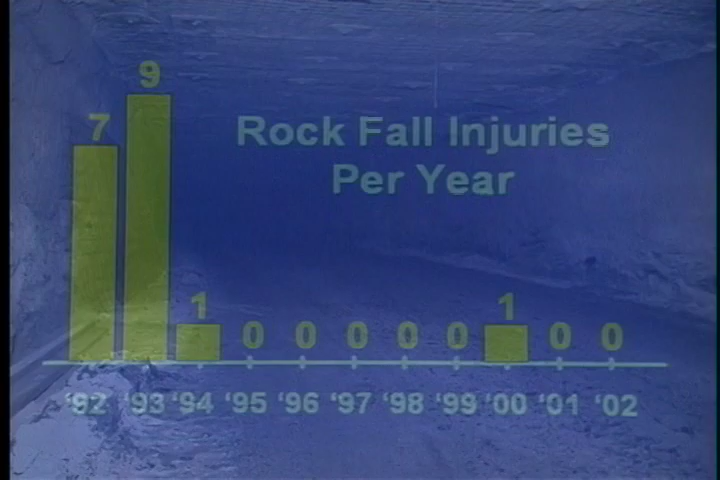 9
7
Rock Fall Injuries
Per Year
1 0 0 0 0 0 1 0 0
‘92 ‘93 ‘94 ‘95 ‘96 ‘97 ‘98 ‘99 ‘00 ‘01 ‘02